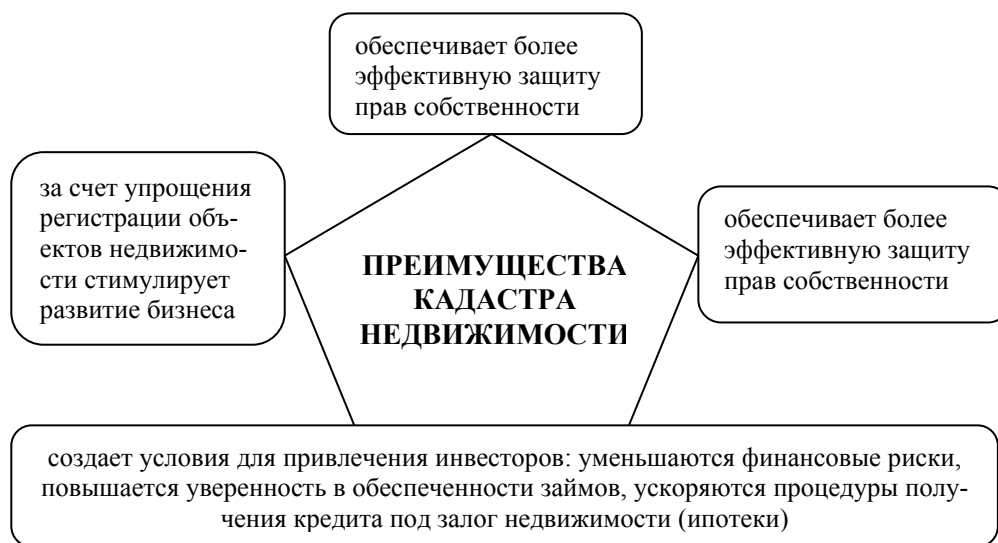 обеспечивает более
эффективную защиту
прав собственности
за счет упрощения
регистрации объ-
ектов недвижимо-
сти стимулирует
развитие бизнеса
ПРЕИМУЩЕСТВА
КАДАСТРА
НЕДВИЖИМОСТИ
обеспечивает более
эффективную защиту
прав собственности
создает условия для привлечения инвесторов: уменьшаются финансовые риски,
повышается уверенность в обеспеченности займов, ускоряются процедуры полу-
чения кредита под залог недвижимости (ипотеки)